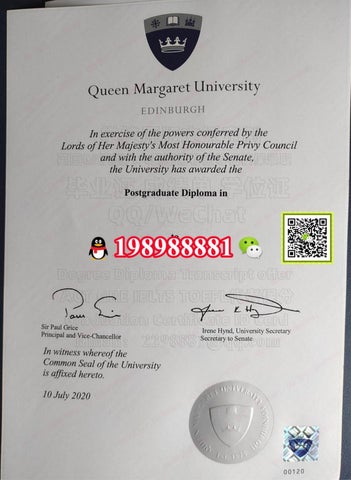 Queen Margaret University
EDINBURGH
In exercise of the powers conferred by the
Lords of Her Majesty's Most Honourable Privy Council
and with the authority of the Senate,
the University has awarded the
Postgraduate Diploma in
QQ/WeChat
to
198988881
Degree Diploma Transcript offer
Sir Paul Grice
Principal and Vice-Chancellor
Irene Hynd, University Secretary
Secretary to Senate.
In witness whereof the
Common Seal of the University
is affixed hereto.
10 July 2020
00120